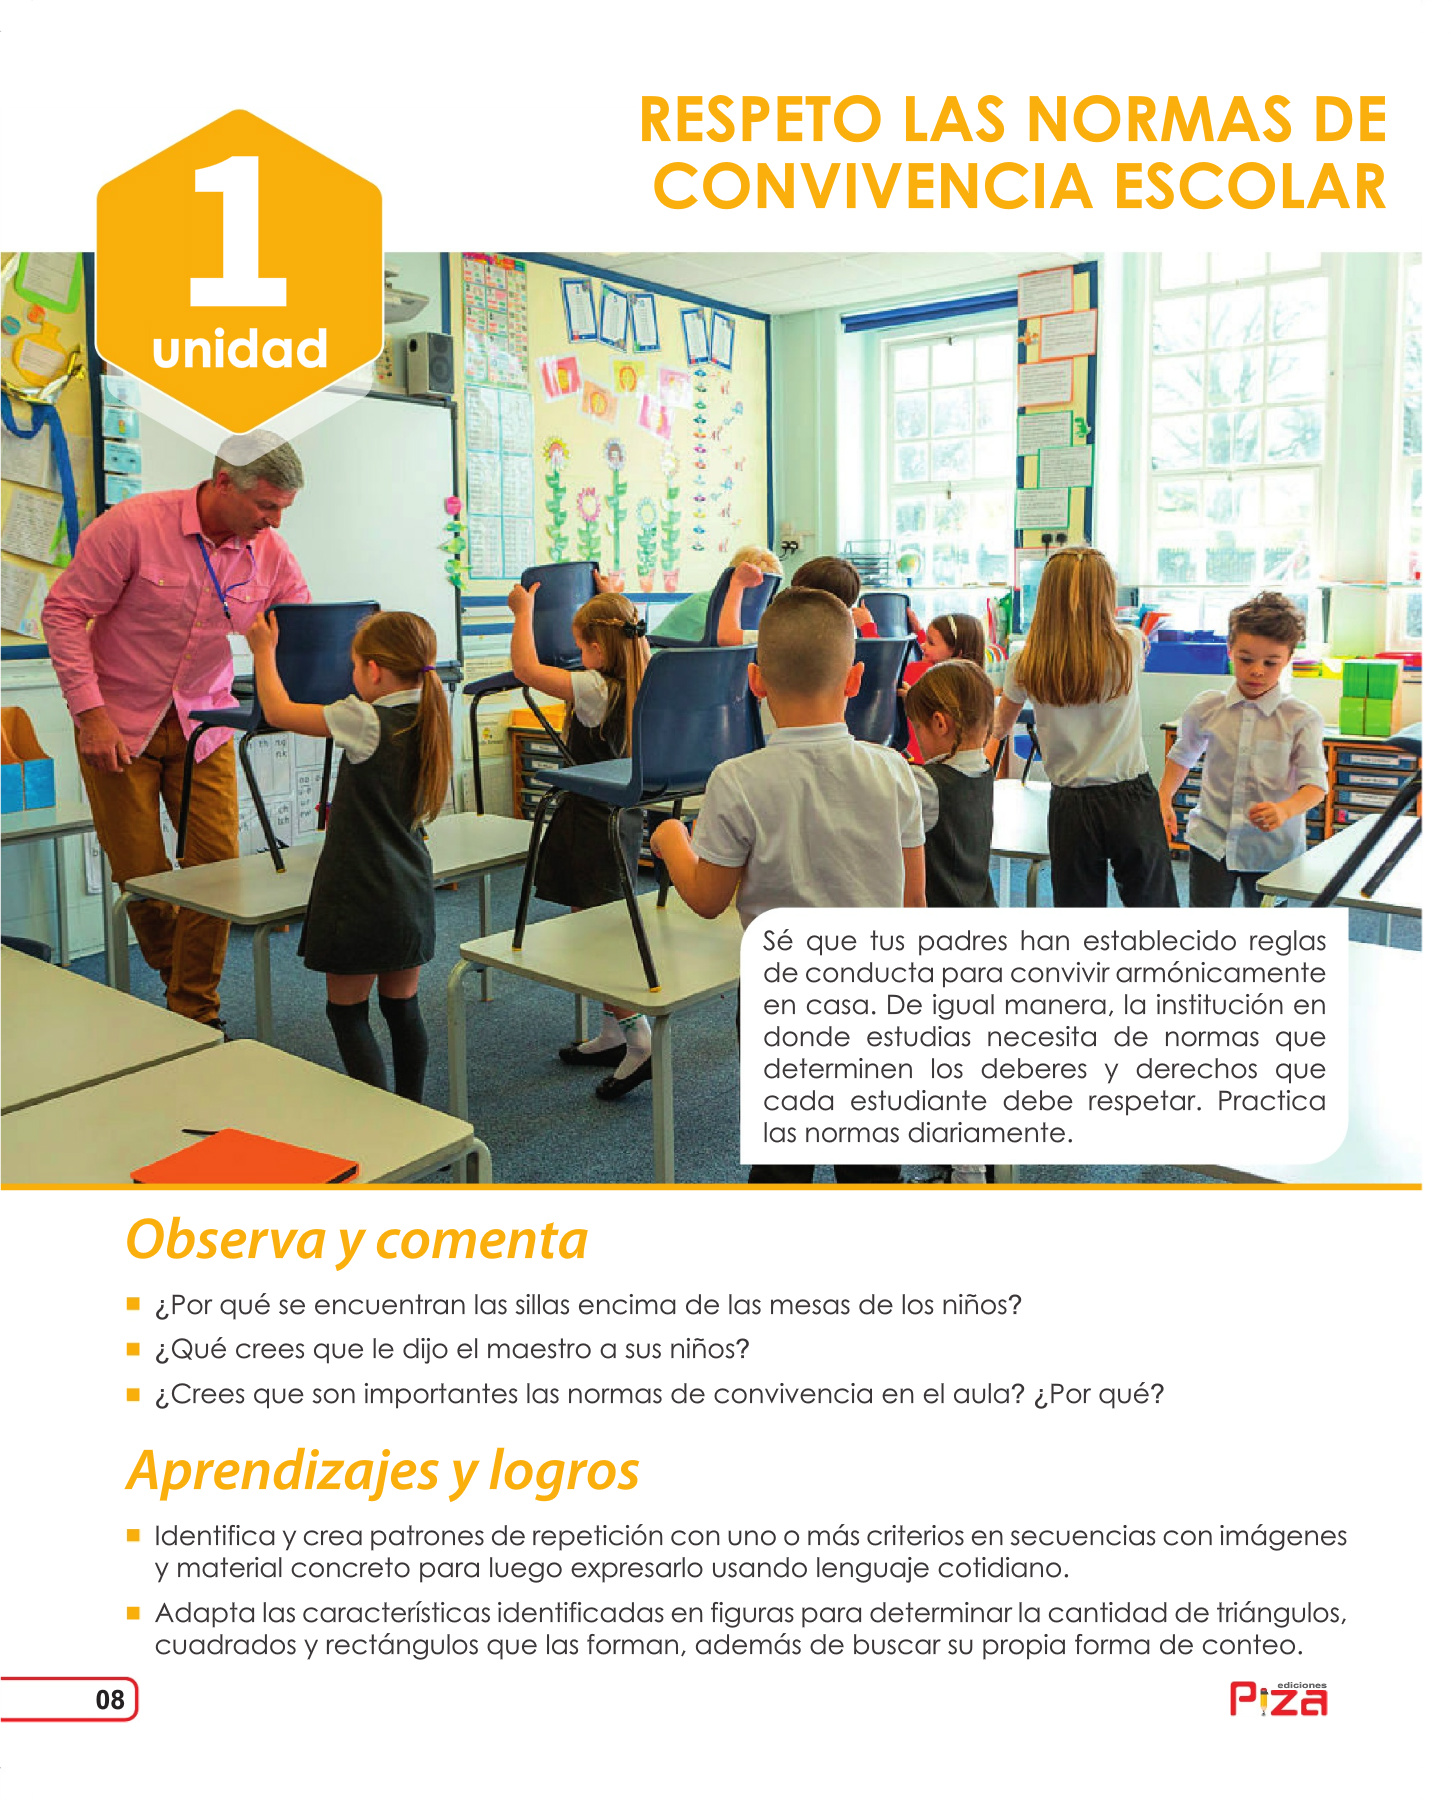 RESPETO LAS NORMAS DE
CONVIVENCIA ESCOLAR
1
unidad
Sé que tus padres han establecido reglas
de conducta para convivir armónicamente
en casa. De igual manera, la institución en
donde estudias necesita de normas que
determinen los deberes y derechos que
cada estudiante debe respetar. Practica
las normas diariamente.
Observa y comenta
¿Por qué se encuentran las sillas encima de las mesas de los niños?
¿Qué crees que le dijo el maestro a sus niños?
¿Crees que son importantes las normas de convivencia en el aula? ¿Por qué?
Aprendizajes y logros
Identifica y crea patrones de repetición con uno o más criterios en secuencias con imágenes
y material concreto para luego expresarlo usando lenguaje cotidiano.
Adapta las características identificadas en figuras para determinar la cantidad de triángulos,
cuadrados y rectángulos que las forman, además de buscar su propia forma de conteo.
08
ediciones
Piza